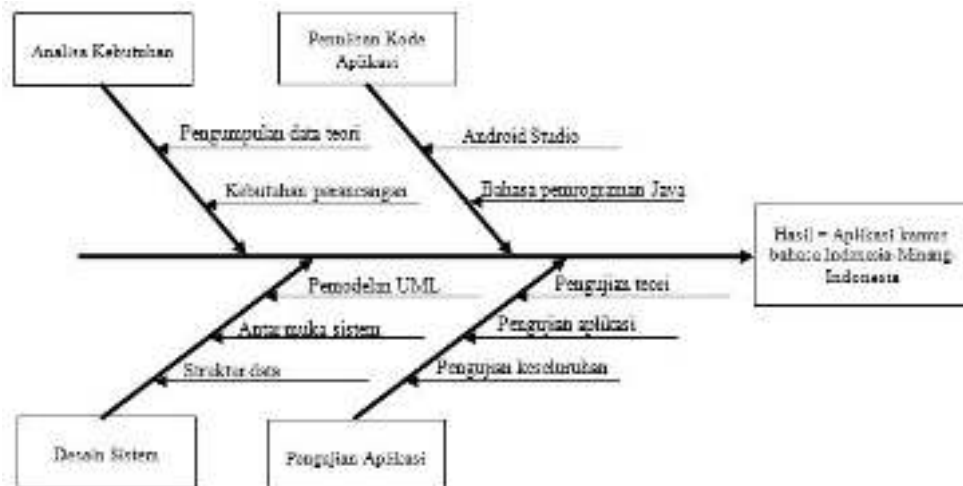 Analisa Kebutuhan
Penulisan Kode
Aplikasi
Pengumpulan data teori
Android Studio
Kebutuhan perancangan
Bahasa pemrograman Java
Hasil = Aplikasi kamus
bahasa Indonesia-Minang-
Indonesia
Pemodelan UML
Pengujian teori
Antar muka sistem
Pengujian aplikasi
Struktur data
Pengujian keseluruhan
Desain Sistem
Pengujian Aplikasi